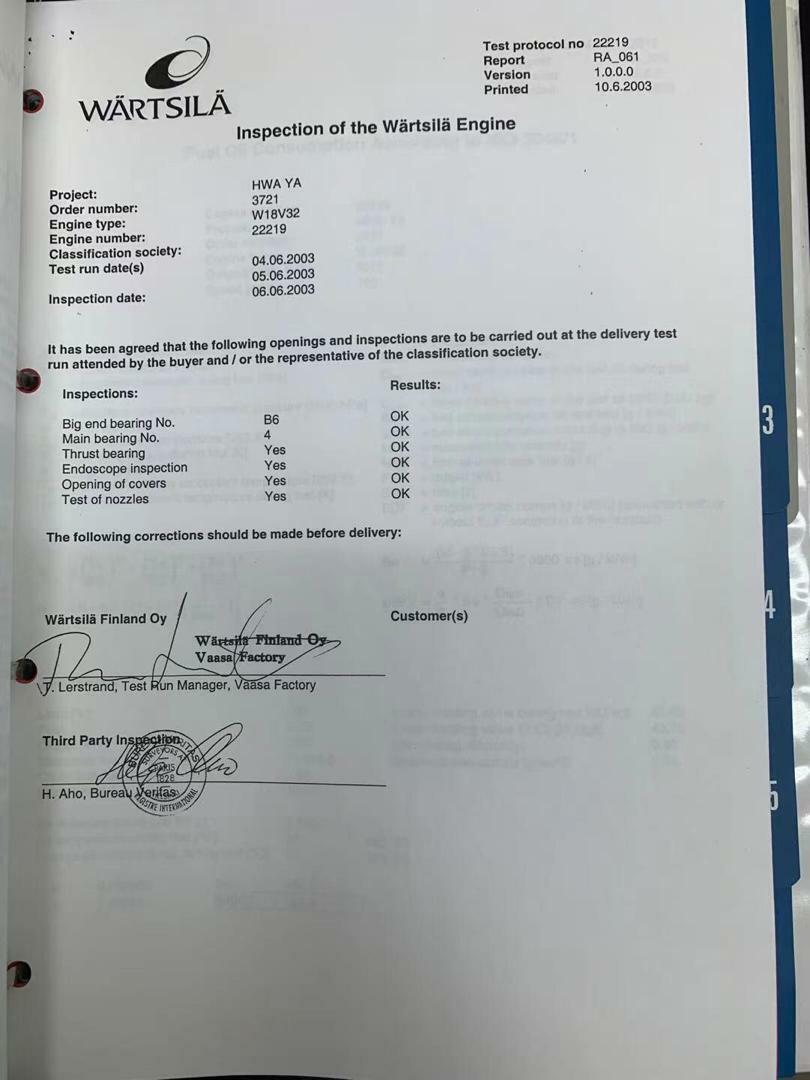 WÄRTSILÄ
Test protocol no 22219
Report RA_061
Version 1.0.0.0
Printed 10.6.2003
Inspection of the Wärtsilä Engine
Project: HWA YA
Order number: 3721
Engine type: W18V32
Engine number: 22219
Classification society:
Test run date(s) 04.06.2003
05.06.2003
Inspection date: 06.06.2003
It has been agreed that the following openings and inspections are to be carried out at the delivery test
run attended by the buyer and / or the representative of the classification society.
Inspections: Results:
Big end bearing No. B6 OK
Main bearing No. 4 OK
Thrust bearing Yes OK
Endoscope inspection Yes OK
Opening of covers Yes OK
Test of nozzles Yes OK
The following corrections should be made before delivery:
Wärtsilä Finland Oy Customer(s)
Wärtsilä Finland Oy
Vaasa Factory
T. Lerstrand, Test Run Manager, Vaasa Factory
Third Party Inspection
H. Aho, Bureau Veritas
1828
REGISTRE INTERNATIONAL
3
4
5